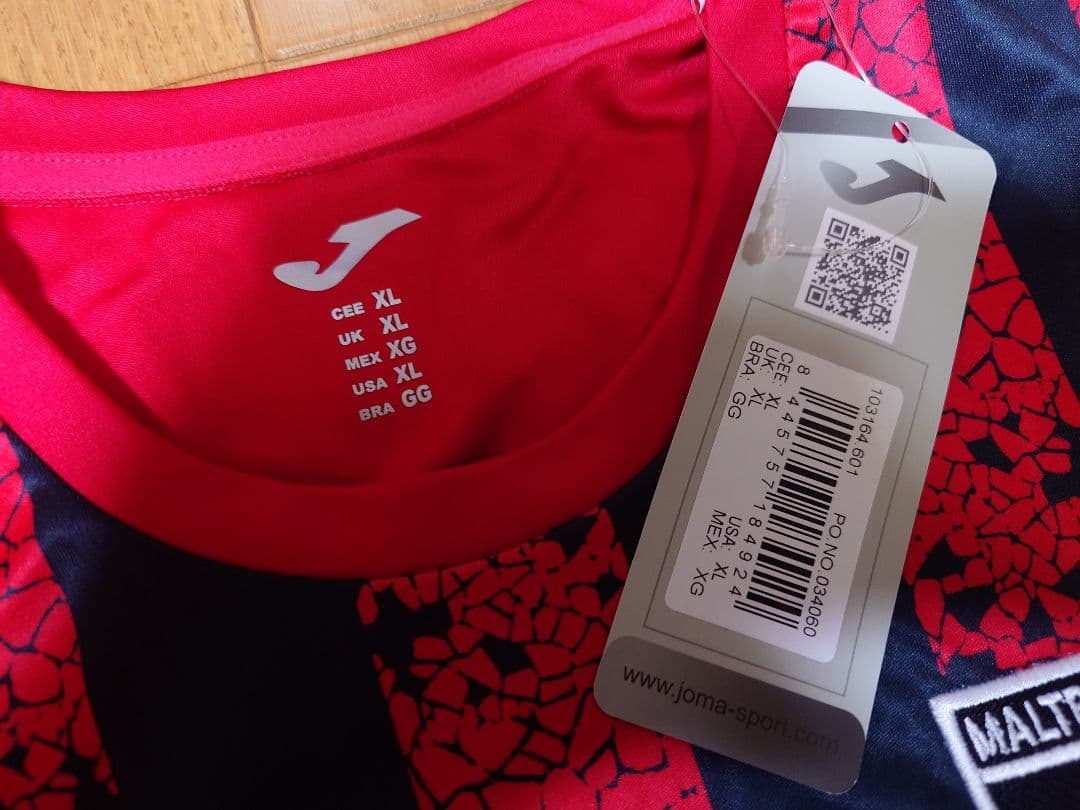 CEE XL
UK XL
MEX XG
USA XL
BRA GG
103164.601 PO.NO.034060
8 445757 184924
CEE: XL USA: XL
UK: XL MEX: XG
BRA: GG
www.joma-sport.com
MALT